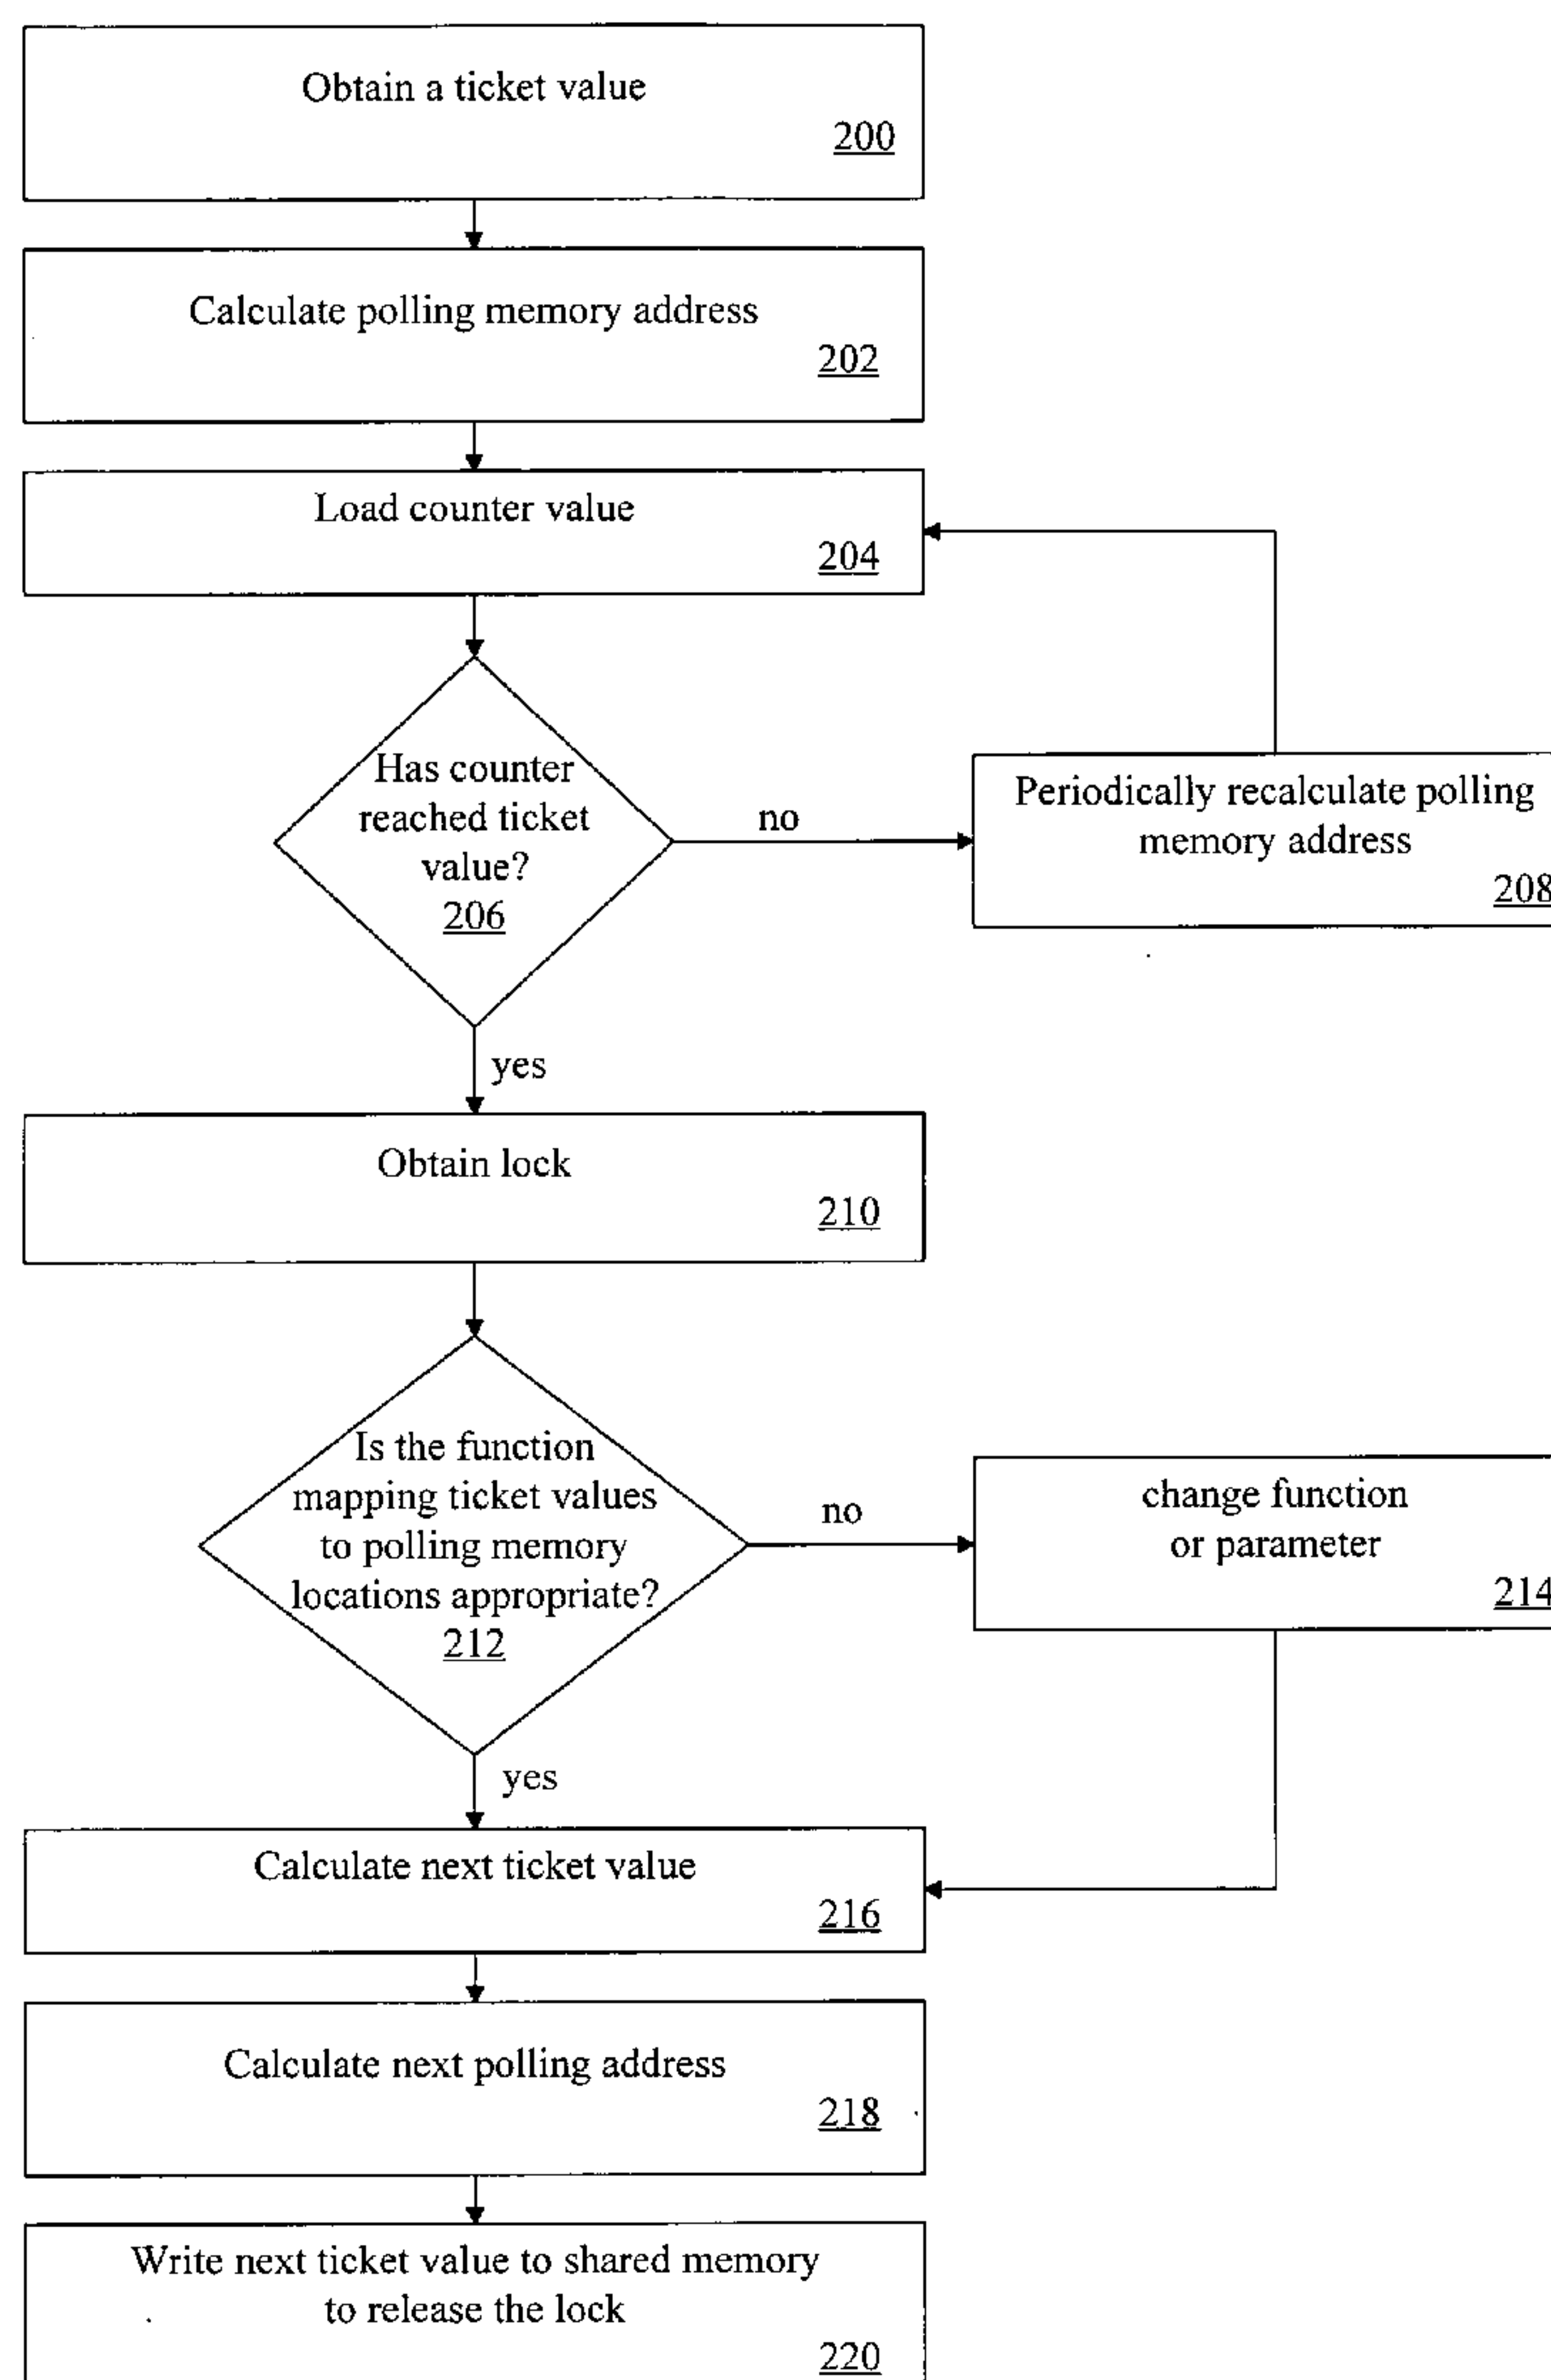 Obtain a ticket value
200
Calculate polling memory address
202
Load counter value
204
Has counter
reached ticket
value?
206
no
Periodically recalculate polling
memory address
208
yes
Obtain lock
210
Is the function
mapping ticket values
to polling memory
locations appropriate?
212
no
change function
or parameter
214
yes
Calculate next ticket value
216
Calculate next polling address
218
Write next ticket value to shared memory
to release the lock
220